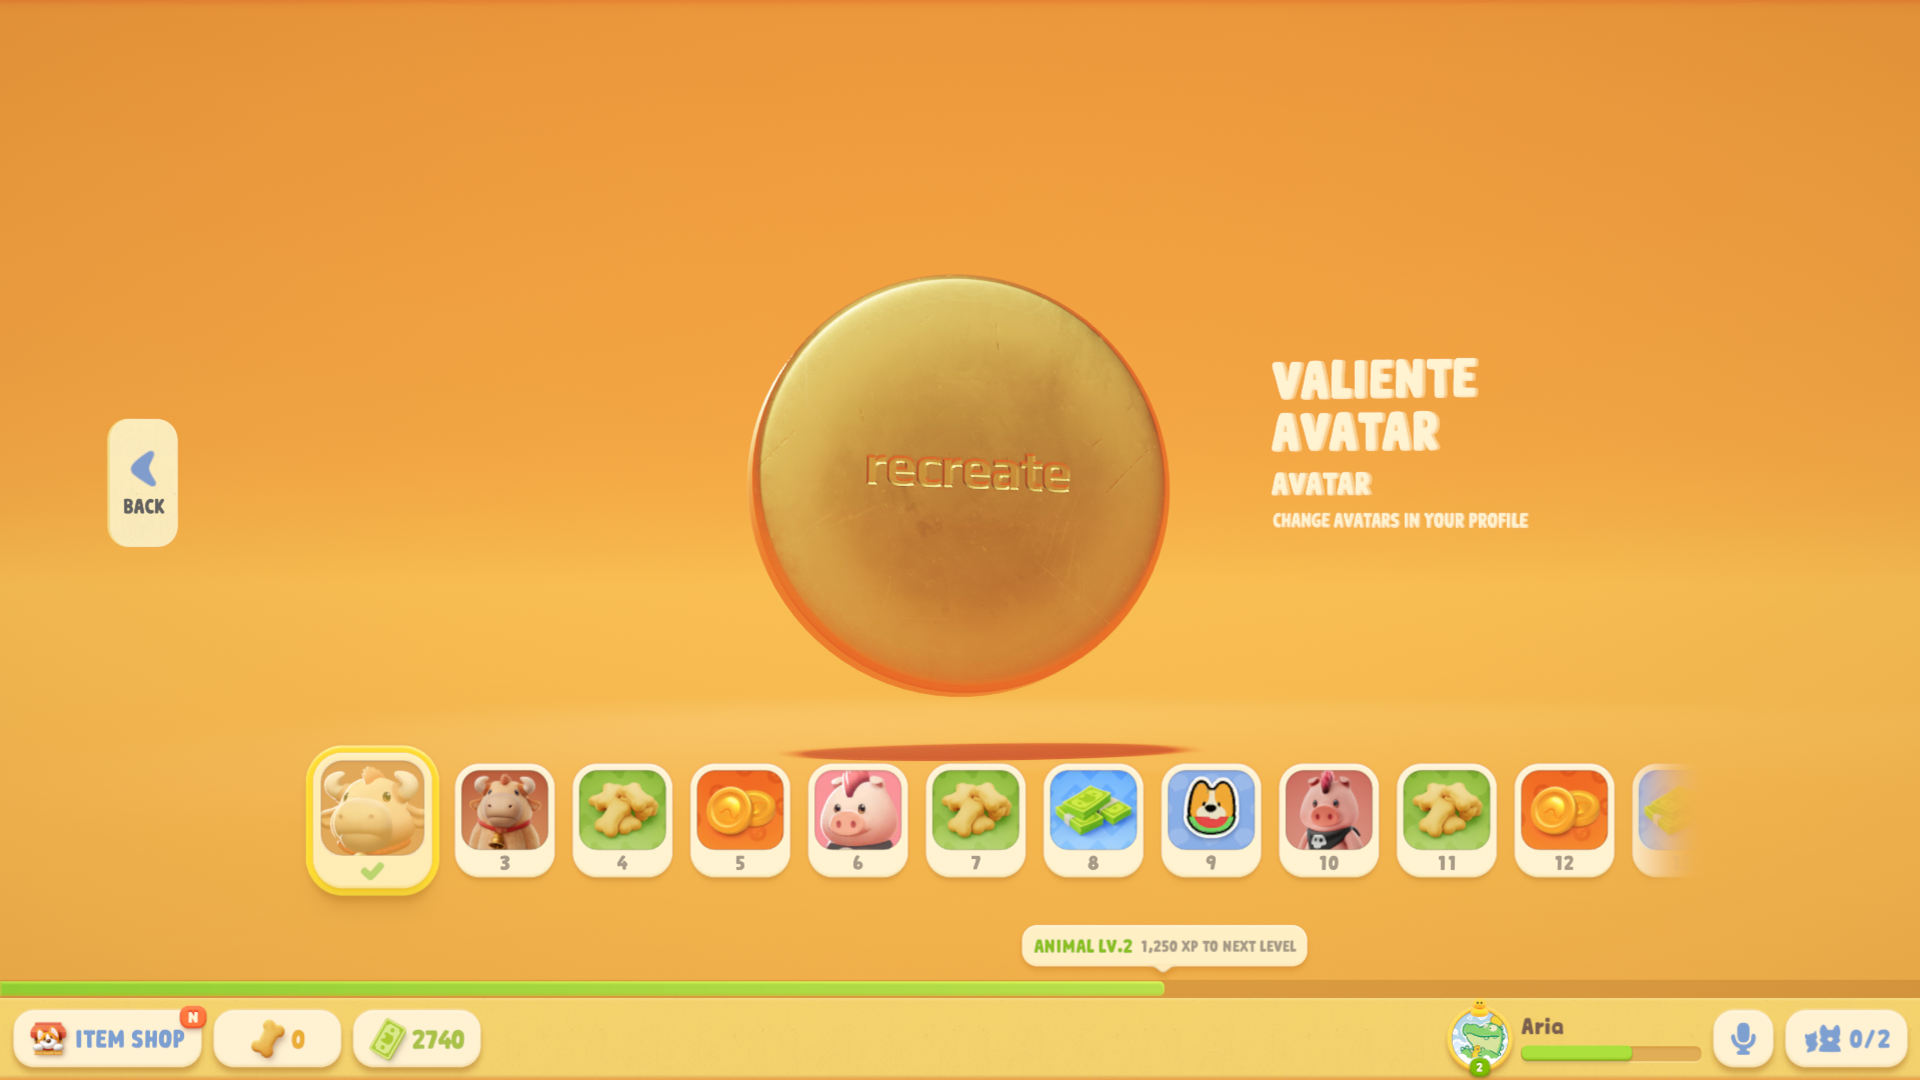 recreate
VALIENTE
AVATAR
AVATAR
CHANGE AVATARS IN YOUR PROFILE
BACK
3
4
5
6
7
8
9
10
11
12
ANIMAL LV.2 1,250 XP TO NEXT LEVEL
ITEM SHOP
N
0
2740
Aria
2
0/2